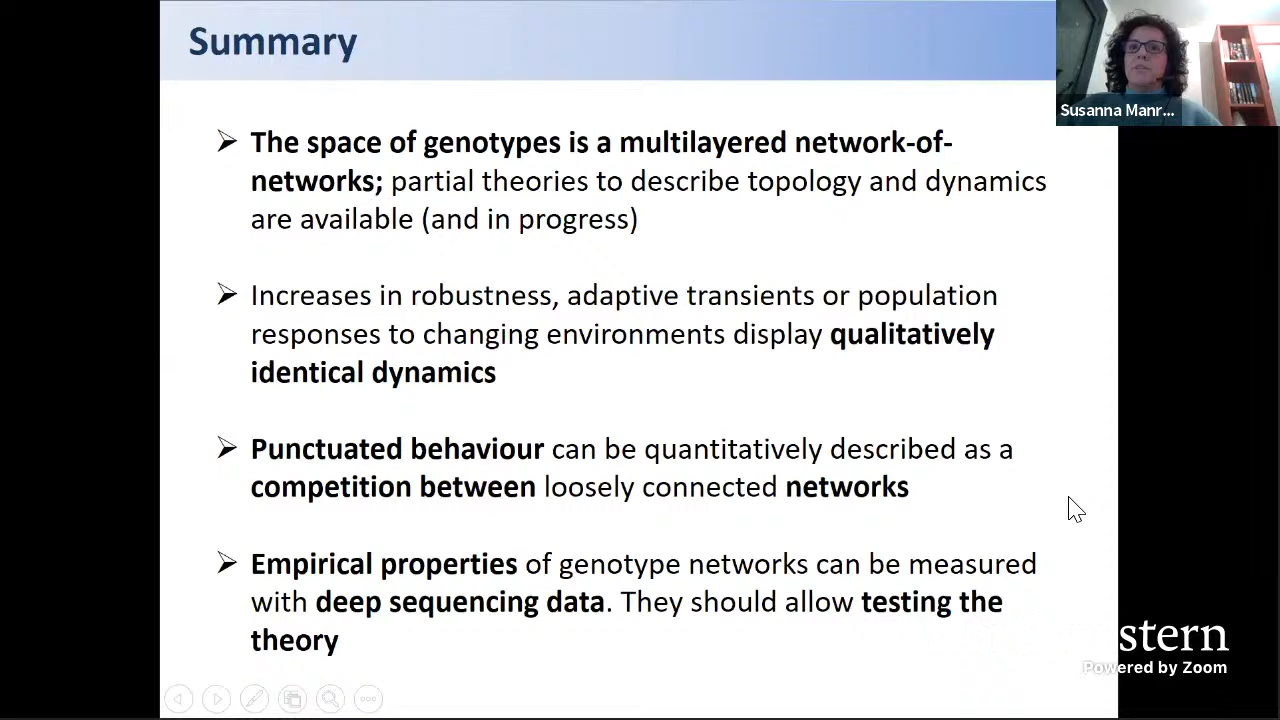 Summary
Susanna Manr...
The space of genotypes is a multilayered network-of-
networks; partial theories to describe topology and dynamics
are available (and in progress)
Increases in robustness, adaptive transients or population
responses to changing environments display qualitatively
identical dynamics
Punctuated behaviour can be quantitatively described as a
competition between loosely connected networks
Empirical properties of genotype networks can be measured
with deep sequencing data. They should allow testing the
theory
stern
Powered by Zoom